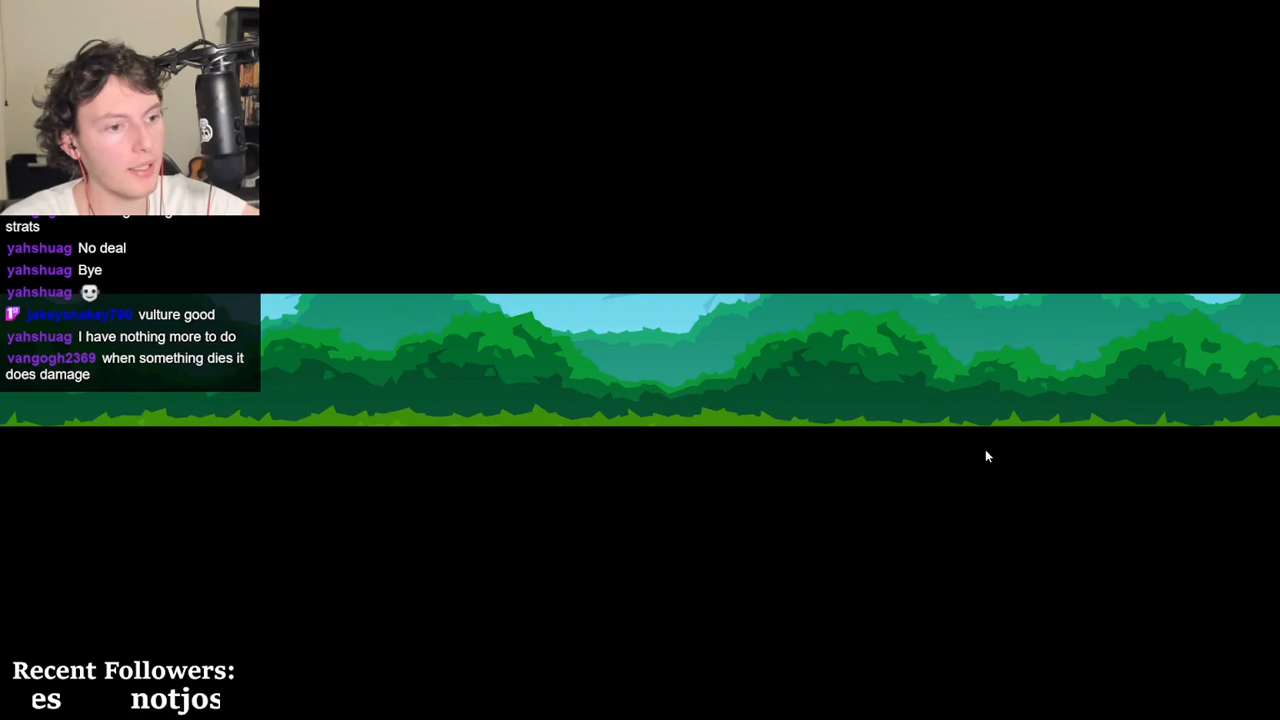 strats
yahshuag No deal
yahshuag Bye
yahshuag
jakeysnakey790 vulture good
yahshuag I have nothing more to do
vangogh2369 when something dies it
does damage
Recent Followers:
es notjos